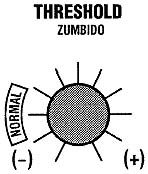 THRESHOLD
ZUMBIDO
NORMAL
(-) (+)